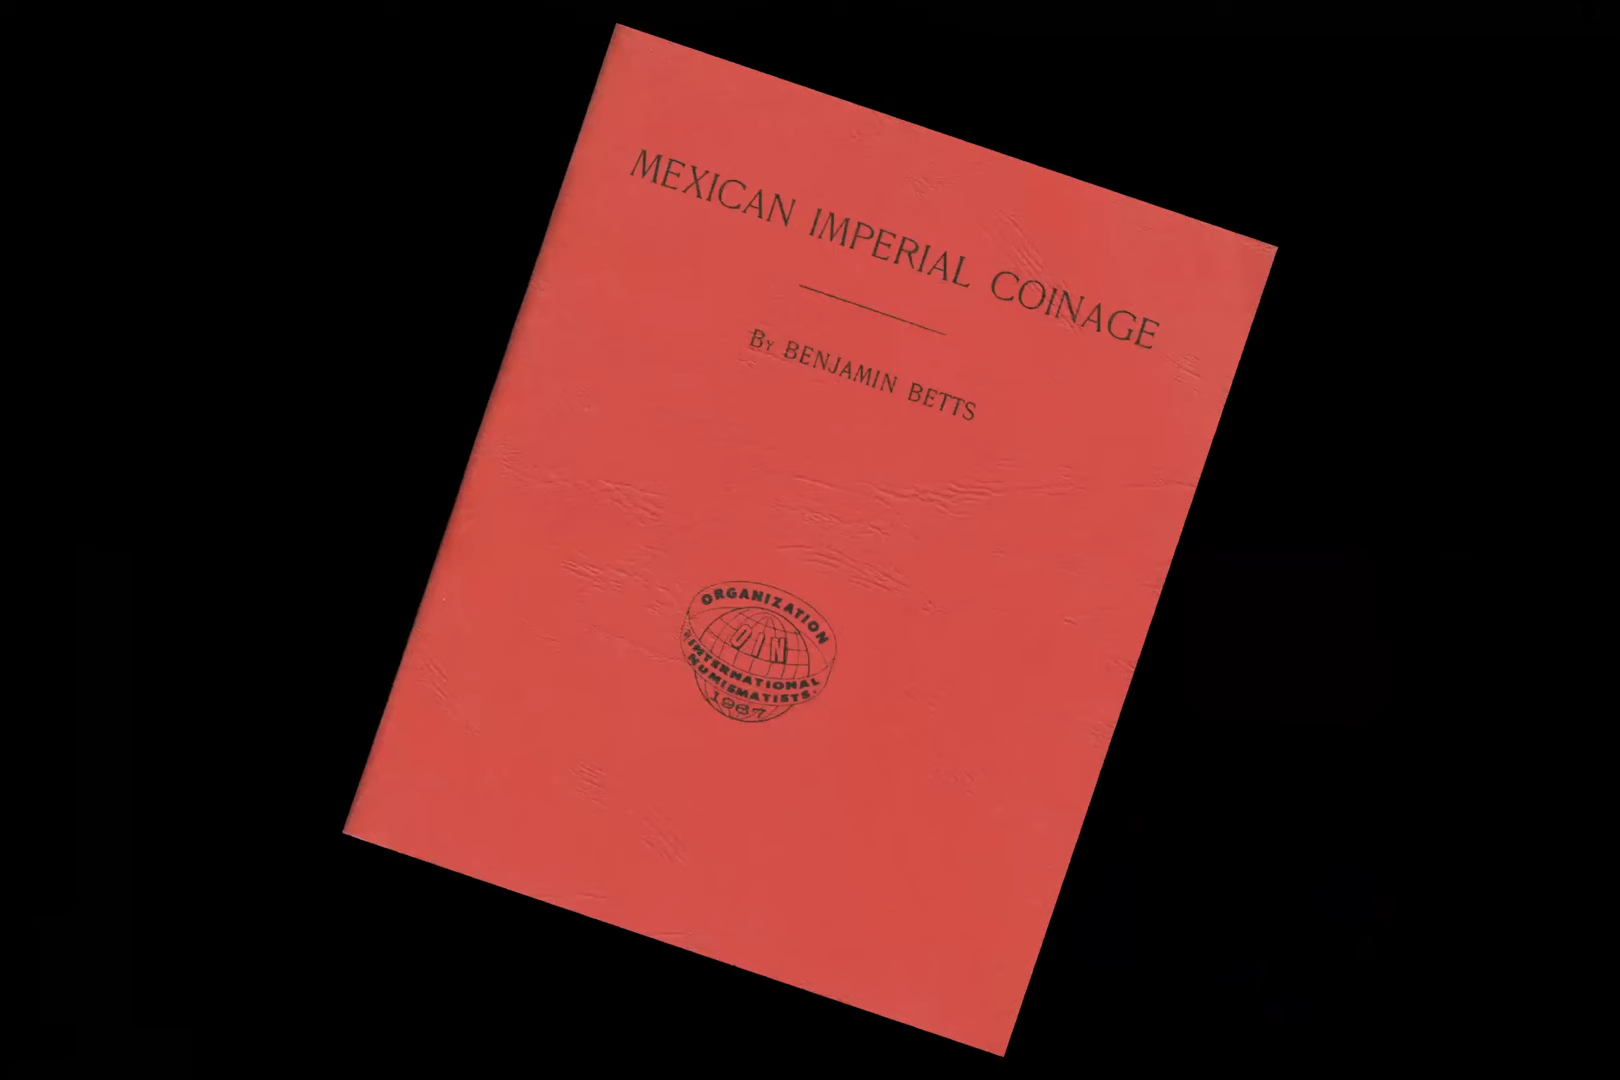 MEXICAN IMPERIAL COINAGE
By BENJAMIN BETTS
ORGANIZATION
OIN
INTERNATIONAL
NUMISMATISTS.
1967